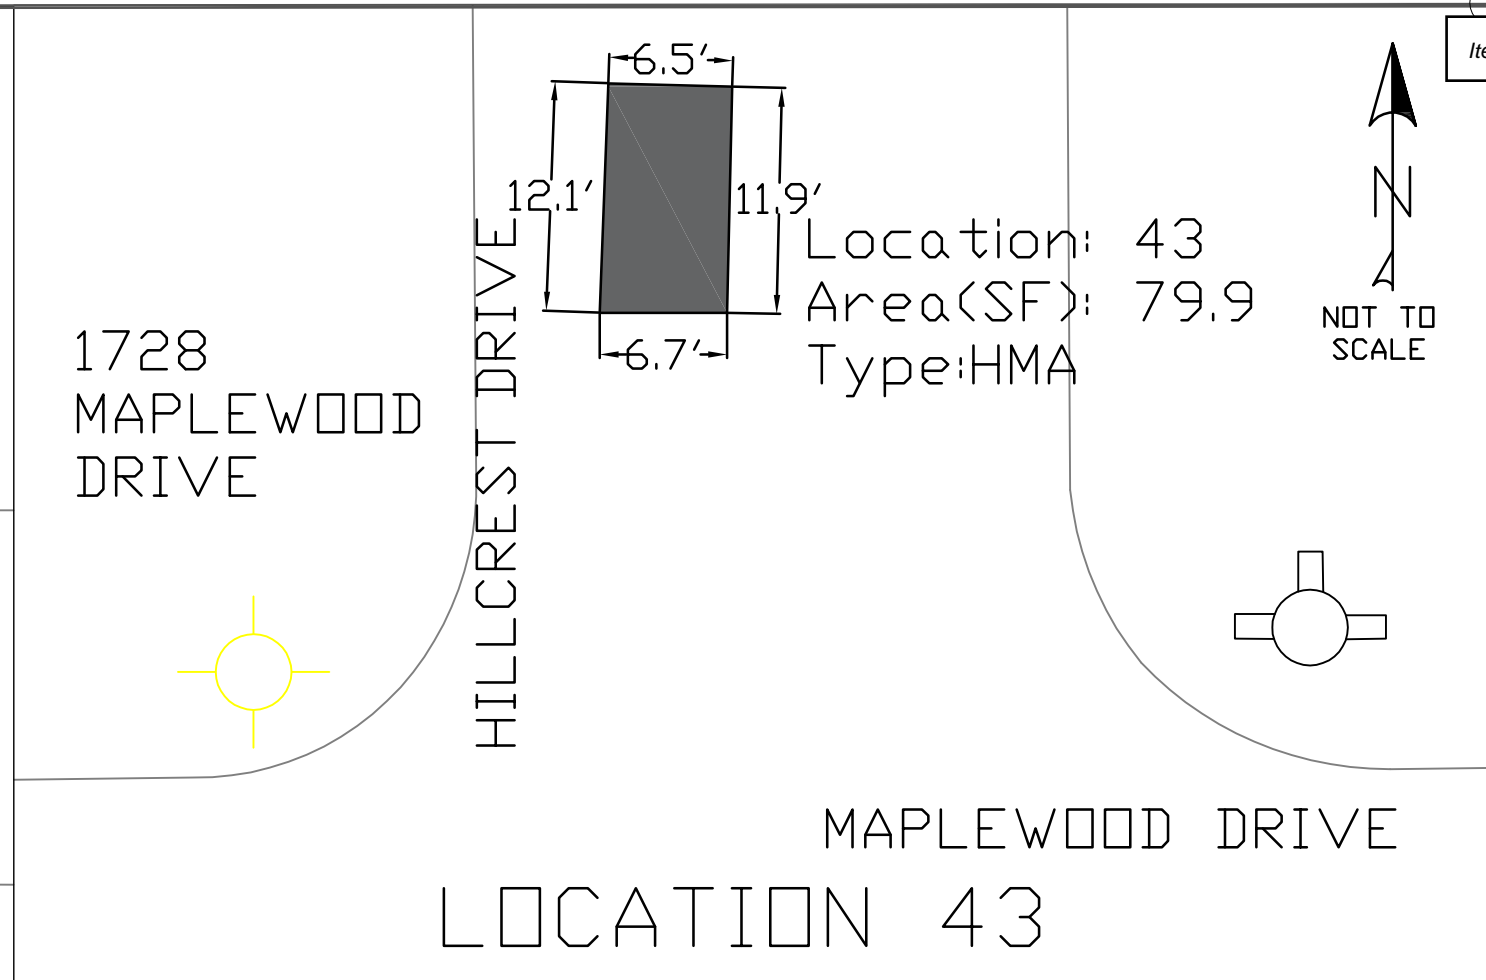 6.5'
12.1'
11.9'
6.7'
Location: 43
Area(SF): 79.9
Type:HMA
N
NOT TO
SCALE
1728
MAPLEWOOD
DRIVE
HILLCREST DRIVE
MAPLEWOOD DRIVE
LOCATION 43